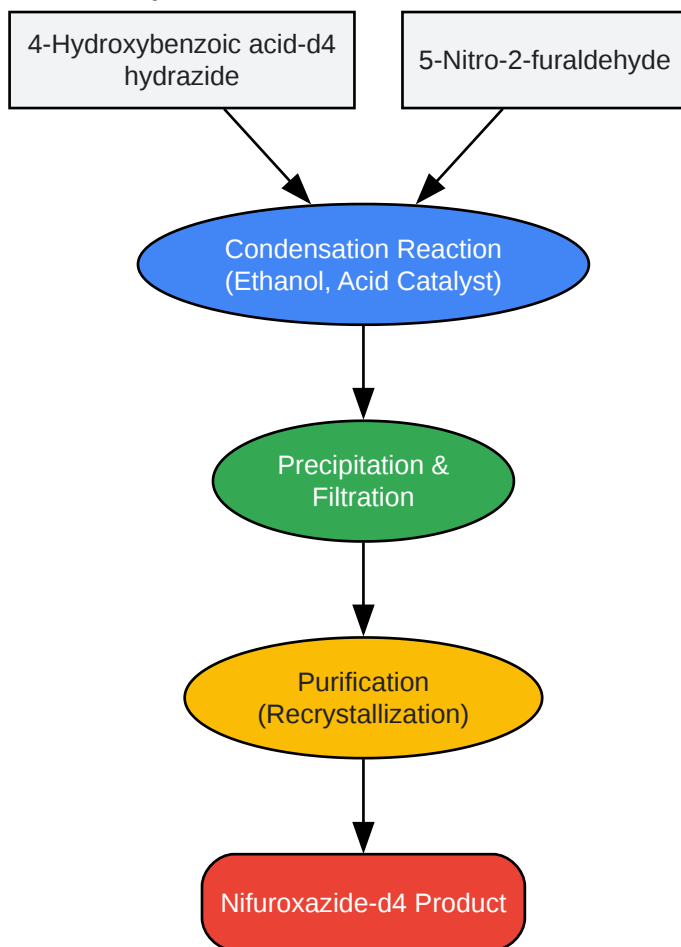 4-Hydroxybenzoic acid-d4
hydrazide
5-Nitro-2-furaldehyde
Condensation Reaction
(Ethanol, Acid Catalyst)
Precipitation &
Filtration
Purification
(Recrystallization)
Nifuroxazide-d4 Product